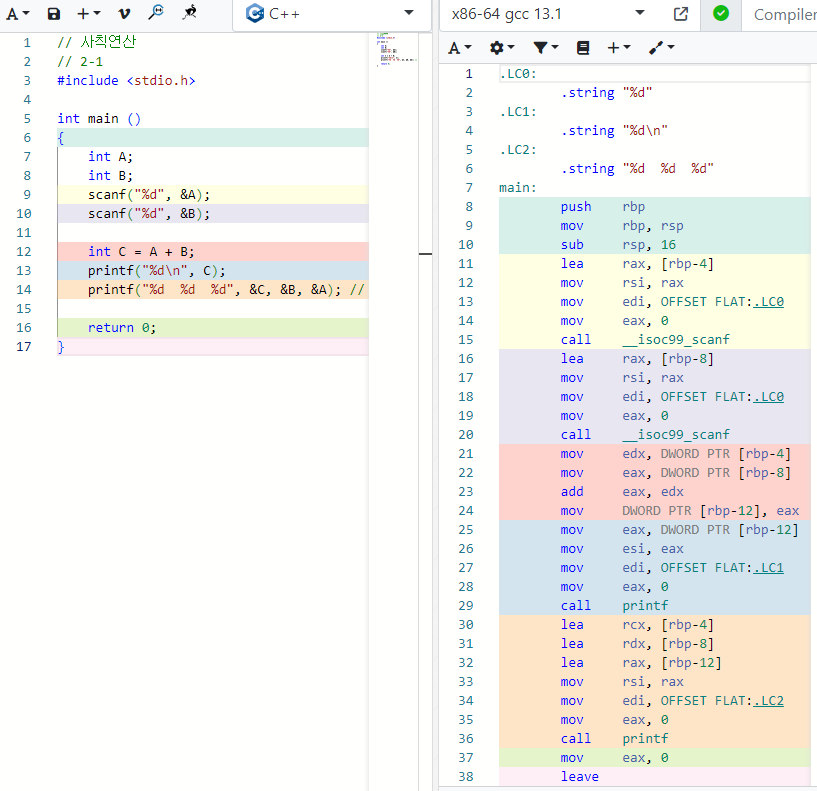 A
+
C++
1 // 사칙연산
2 // 2-1
3 #include <stdio.h>
4
5 int main ()
6 {
7 int A;
8 int B;
9 scanf("%d", &A);
10 scanf("%d", &B);
11
12 int C = A + B;
13 printf("%d\n", C);
14 printf("%d  %d  %d", &C, &B, &A); //
15
16 return 0;
17 }
x86-64 gcc 13.1
Compiler
A
+
1 .LC0:
2 .string "%d"
3 .LC1:
4 .string "%d\n"
5 .LC2:
6 .string "%d  %d  %d"
7 main:
8 push rbp
9 mov rbp, rsp
10 sub rsp, 16
11 lea rax, [rbp-4]
12 mov rsi, rax
13 mov edi, OFFSET FLAT:.LC0
14 mov eax, 0
15 call __isoc99_scanf
16 lea rax, [rbp-8]
17 mov rsi, rax
18 mov edi, OFFSET FLAT:.LC0
19 mov eax, 0
20 call __isoc99_scanf
21 mov edx, DWORD PTR [rbp-4]
22 mov eax, DWORD PTR [rbp-8]
23 add eax, edx
24 mov DWORD PTR [rbp-12], eax
25 mov eax, DWORD PTR [rbp-12]
26 mov esi, eax
27 mov edi, OFFSET FLAT:.LC1
28 mov eax, 0
29 call printf
30 lea rcx, [rbp-4]
31 lea rdx, [rbp-8]
32 lea rax, [rbp-12]
33 mov rsi, rax
34 mov edi, OFFSET FLAT:.LC2
35 mov eax, 0
36 call printf
37 mov eax, 0
38 leave